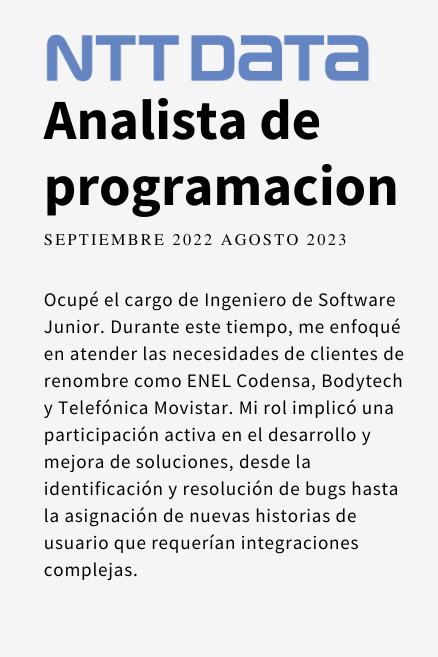 NTT DATA
Analista de
programacion
SEPTIEMBRE 2022 AGOSTO 2023
Ocupé el cargo de Ingeniero de Software
Junior. Durante este tiempo, me enfoqué
en atender las necesidades de clientes de
renombre como ENEL Codensa, Bodytech
y Telefónica Movistar. Mi rol implicó una
participación activa en el desarrollo y
mejora de soluciones, desde la
identificación y resolución de bugs hasta
la asignación de nuevas historias de
usuario que requerían integraciones
complejas.